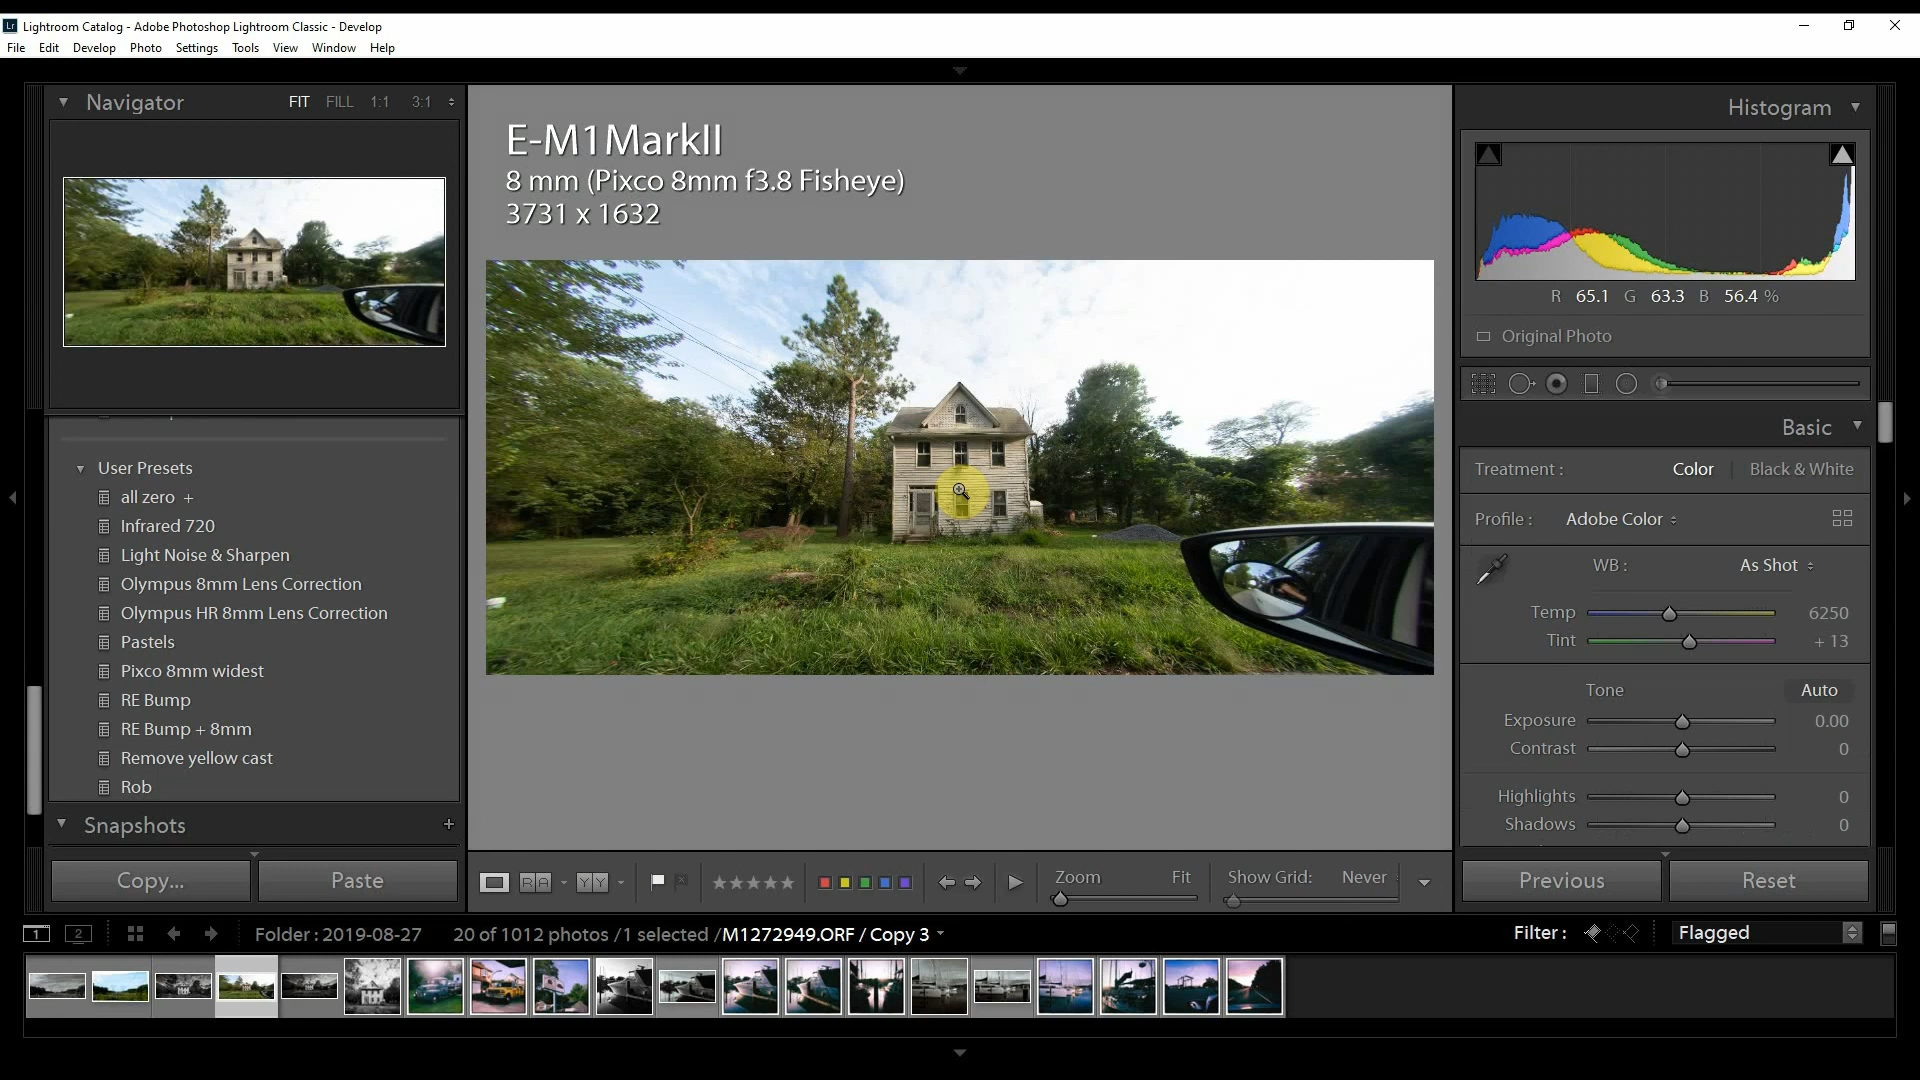 Lightroom Catalog - Adobe Photoshop Lightroom Classic - Develop
File Edit Develop Photo Settings Tools View Window Help
Navigator FIT FILL 1:1 3:1
E-M1MarkII
8 mm (Pixco 8mm f3.8 Fisheye)
3731 x 1632
User Presets
all zero +
Infrared 720
Light Noise & Sharpen
Olympus 8mm Lens Correction
Olympus HR 8mm Lens Correction
Pastels
Pixco 8mm widest
RE Bump
RE Bump + 8mm
Remove yellow cast
Rob
Snapshots +
Copy... Paste
Histogram
R 65.1 G 63.3 B 56.4 %
Original Photo
Basic
Treatment : Color Black & White
Profile : Adobe Color
WB : As Shot
Temp 6250
Tint + 13
Tone Auto
Exposure 0.00
Contrast 0
Highlights 0
Shadows 0
Previous Reset
R A Y Y Zoom Fit Show Grid: Never
1 2 Folder : 2019-08-27 20 of 1012 photos /1 selected /M1272949.ORF / Copy 3 Filter : Flagged